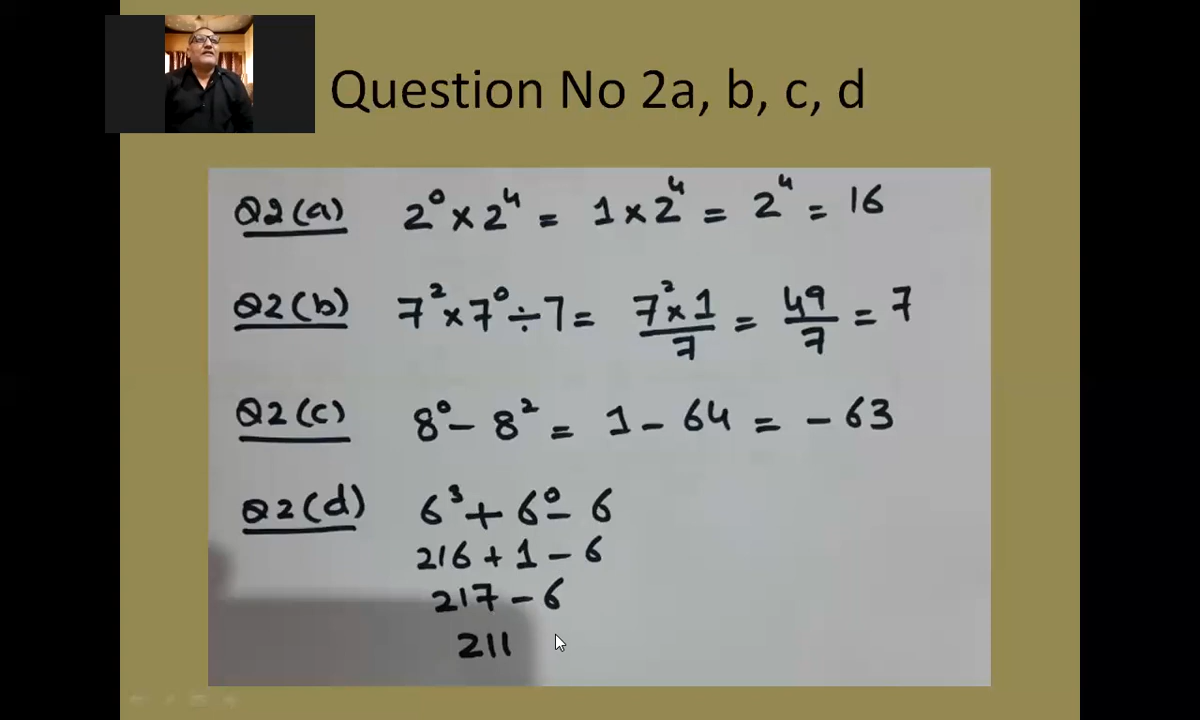 Question No 2a, b, c, d
Q2(a) 2⁰ × 2⁴ = 1 × 2⁴ = 2⁴ = 16
Q2(b) 7² × 7⁰ ÷ 7 = (7² × 1)/7 = 49/7 = 7
Q2(c) 8⁰ − 8² = 1 − 64 = − 63
Q2(d) 6³ + 6⁰ − 6
216 + 1 − 6
217 − 6
211